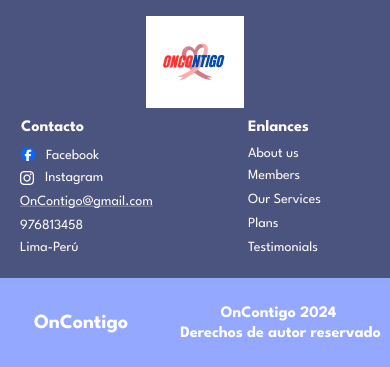 ONCONTIGO
Contacto
Facebook
Instagram
OnContigo@gmail.com
976813458
Lima-Perú
Enlances
About us
Members
Our Services
Plans
Testimonials
OnContigo
OnContigo 2024
Derechos de autor reservado